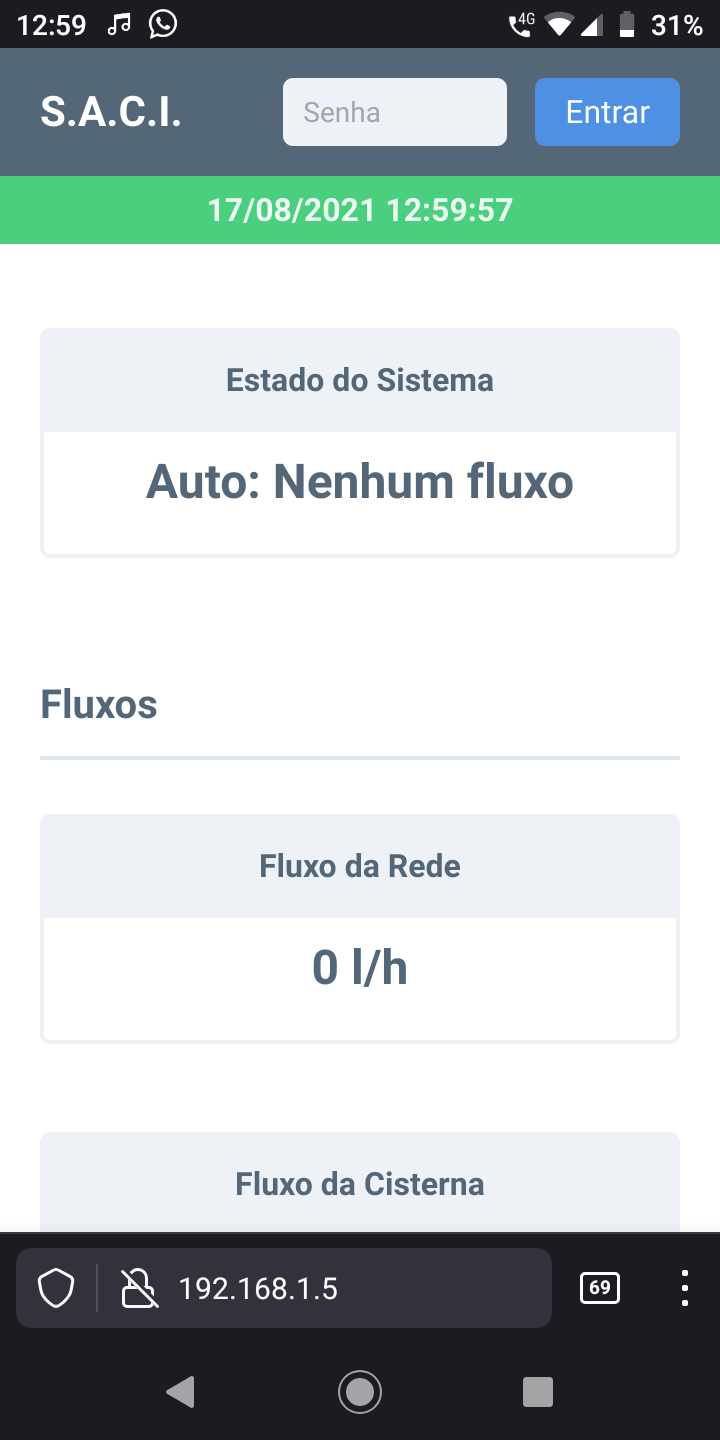 12:59 4G 31%
S.A.C.I. Senha Entrar
17/08/2021 12:59:57
Estado do Sistema
Auto: Nenhum fluxo
Fluxos
Fluxo da Rede
0 l/h
Fluxo da Cisterna
192.168.1.5 69